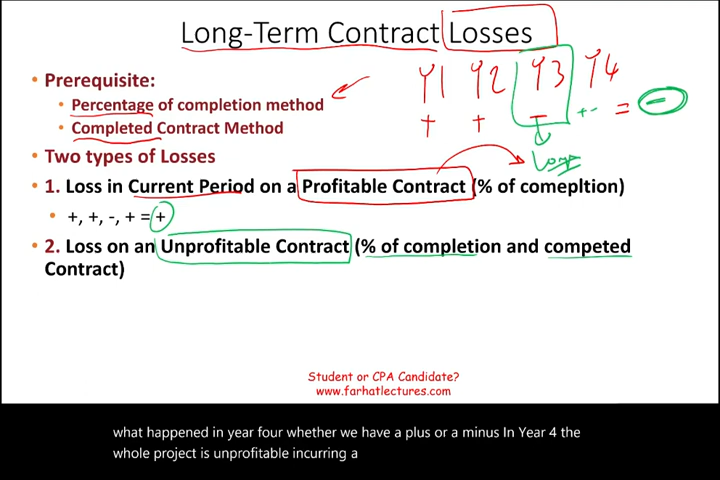 Long-Term Contract Losses
• Prerequisite:
• Percentage of completion method
• Completed Contract Method
Y1 Y2 Y3 Y4
+ + - +- = -
Loss
• Two types of Losses
• 1. Loss in Current Period on a Profitable Contract (% of comepltion)
• +, +, -, + = +
• 2. Loss on an Unprofitable Contract (% of completion and competed
Contract)
Student or CPA Candidate?
www.farhatlectures.com
what happened in year four whether we have a plus or a minus In Year 4 the
whole project is unprofitable incurring a